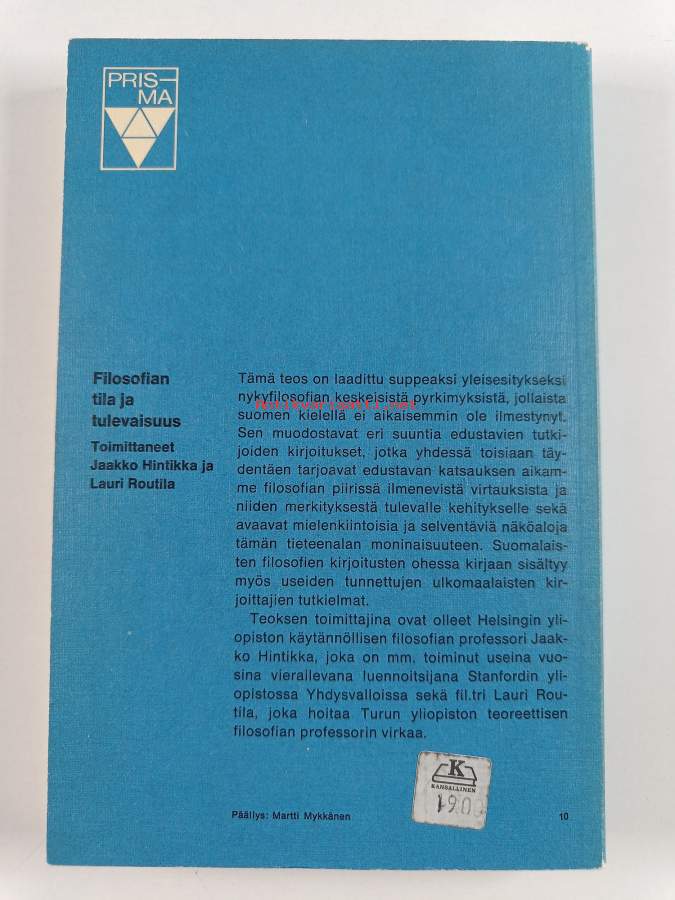 PRIS-
MA
Filosofian
tila ja
tulevaisuus
Toimittaneet
Jaakko Hintikka ja
Lauri Routila
Tämä teos on laadittu suppeaksi yleisesitykseksi
nykyfilosofian keskeisistä pyrkimyksistä, jollaista
suomen kielellä ei aikaisemmin ole ilmestynyt.
Sen muodostavat eri suuntia edustavien tutki-
joiden kirjoitukset, jotka yhdessä toisiaan täy-
dentäen tarjoavat edustavan katsauksen aikam-
me filosofian piirissä ilmenevistä virtauksista ja
niiden merkityksestä tulevalle kehitykselle sekä
avaavat mielenkiintoisia ja selventäviä näköaloja
tämän tieteenalan moninaisuuteen. Suomalais-
ten filosofien kirjoitusten ohessa kirjaan sisältyy
myös useiden tunnettujen ulkomaalaisten kir-
joittajien tutkielmat.
Teoksen toimittajina ovat olleet Helsingin yli-
opiston käytännöllisen filosofian professori Jaak-
ko Hintikka, joka on mm. toiminut useina vuo-
sina vierailevana luennoitsijana Stanfordin yli-
opistossa Yhdysvalloissa sekä fil.tri Lauri Rou-
tila, joka hoitaa Turun yliopiston teoreettisen
filosofian professorin virkaa.
Antikvariaatti.net
K
KANSALLINEN
Päällys: Martti Mykkänen
10